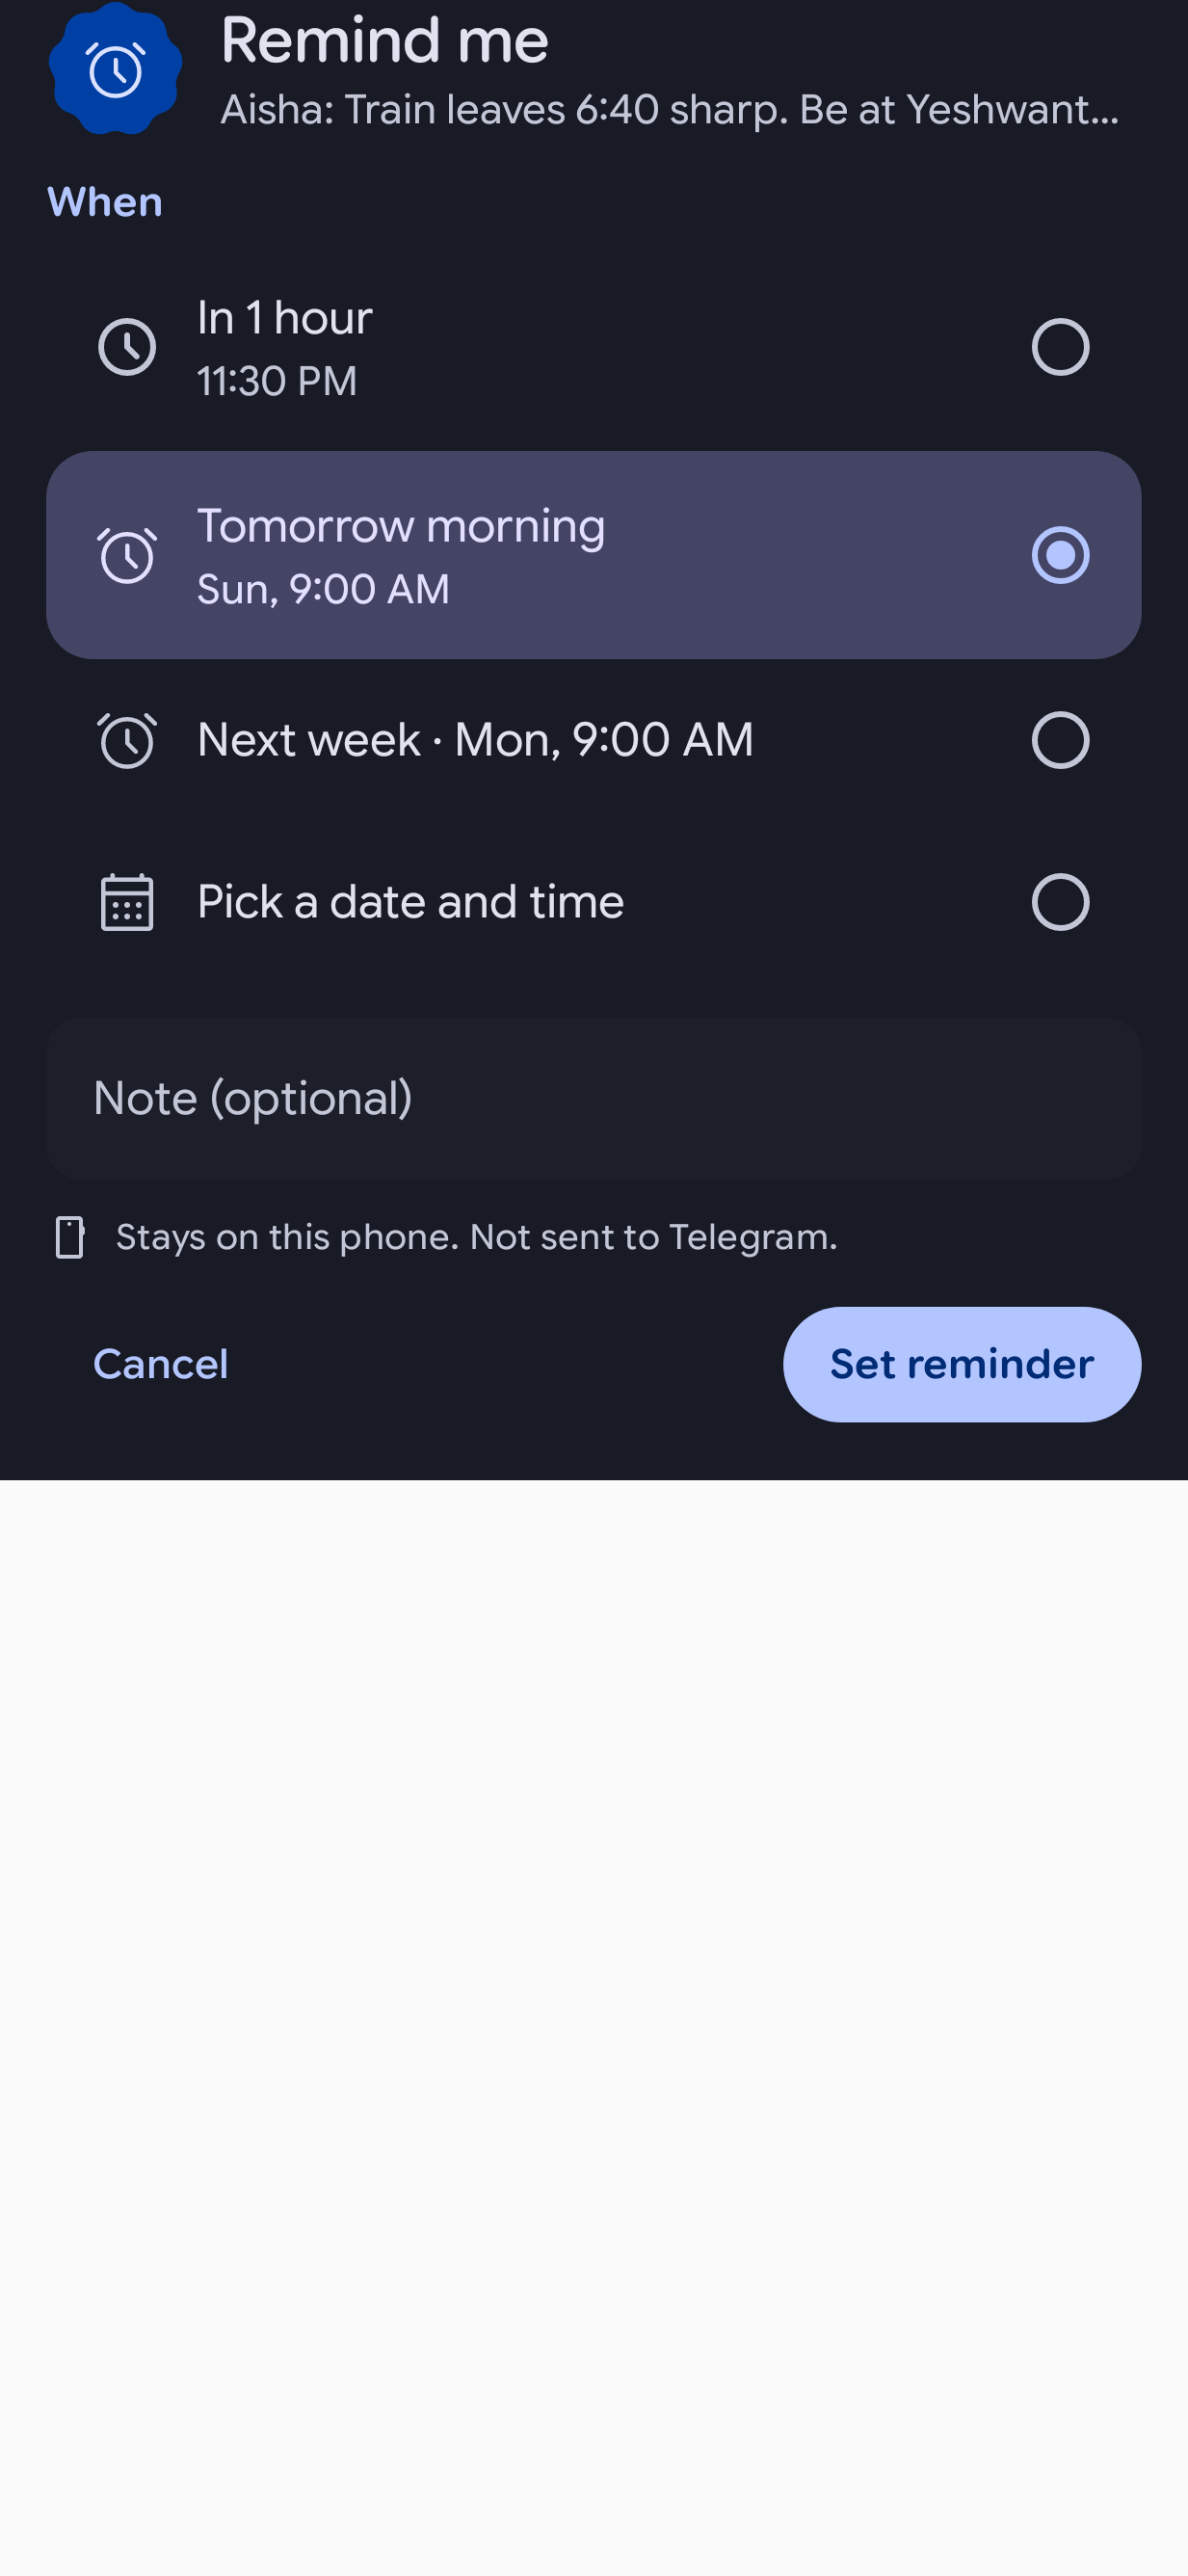 Remind me
Aisha: Train leaves 6:40 sharp. Be at Yeshwant...
When
In 1 hour
11:30 PM
Tomorrow morning
Sun, 9:00 AM
Next week · Mon, 9:00 AM
Pick a date and time
Note (optional)
Stays on this phone. Not sent to Telegram.
Cancel
Set reminder